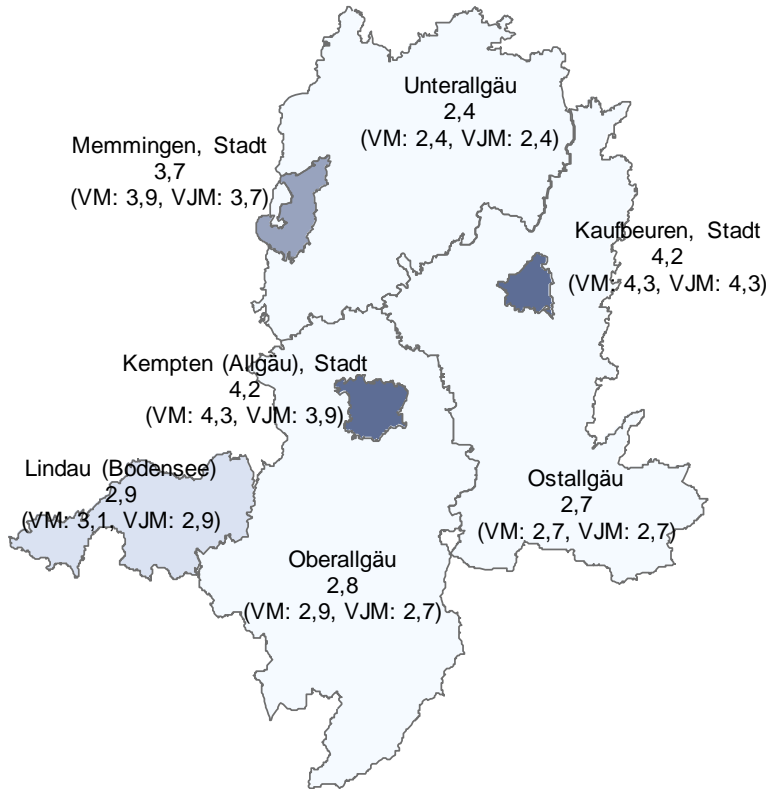 Unterallgäu
2,4
(VM: 2,4, VJM: 2,4)
Memmingen, Stadt
3,7
(VM: 3,9, VJM: 3,7)
Kaufbeuren, Stadt
4,2
(VM: 4,3, VJM: 4,3)
Kempten (Allgäu), Stadt
4,2
(VM: 4,3, VJM: 3,9)
Lindau (Bodensee)
2,9
(VM: 3,1, VJM: 2,9)
Ostallgäu
2,7
(VM: 2,7, VJM: 2,7)
Oberallgäu
2,8
(VM: 2,9, VJM: 2,7)